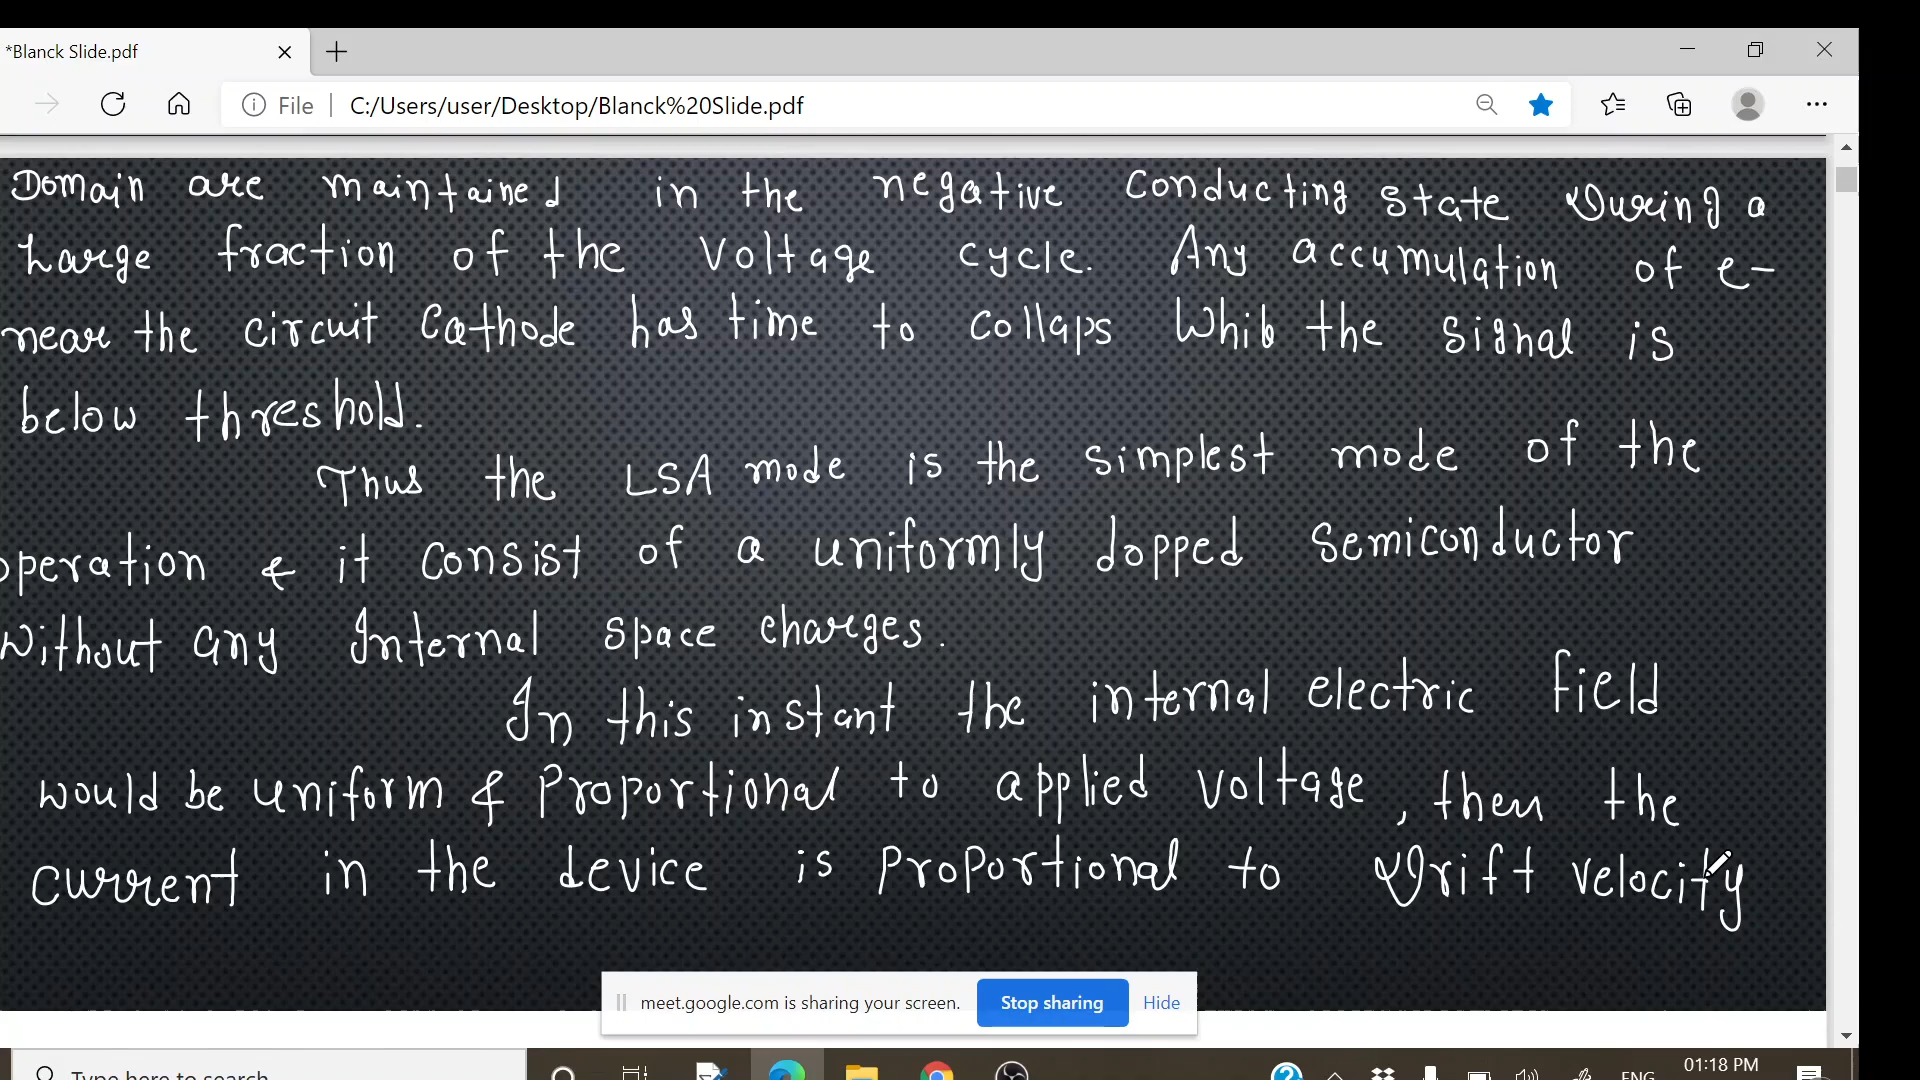 *Blanck Slide.pdf
File
C:/Users/user/Desktop/Blanck%20Slide.pdf
Domain are maintained in the negative conducting state During a
Large fraction of the voltage cycle. Any accumulation of e-
near the circuit cathode has time to collaps the signal is
below threshold.
Thus the LSA mode is the simplest mode of the
operation & it consist of a uniformly dopped semiconductor
without any Internal space charges.
In this instant the internal electric field
would be uniform & proportional to applied voltage, then the
current in the device is proportional to Drift velocity
meet.google.com is sharing your screen. Stop sharing Hide
Type here to search
ENG
01:18 PM